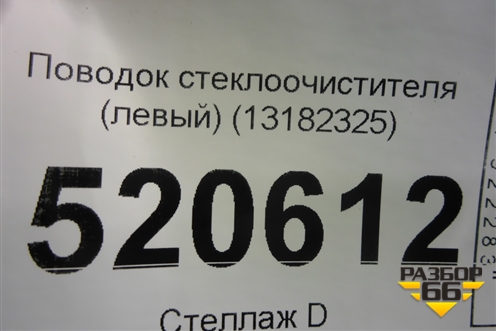 Поводок стеклоочистителя
(левый) (13182325)
520612
Стеллаж D
РАЗБОР
66